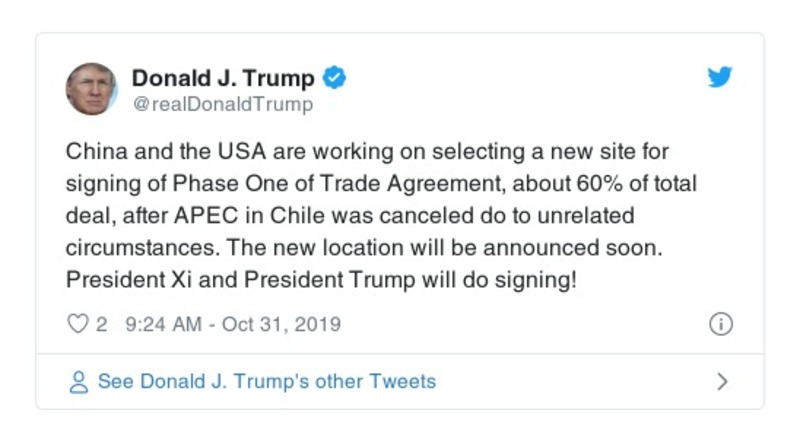 Donald J. Trump
@realDonaldTrump
China and the USA are working on selecting a new site for
signing of Phase One of Trade Agreement, about 60% of total
deal, after APEC in Chile was canceled do to unrelated
circumstances. The new location will be announced soon.
President Xi and President Trump will do signing!
2 9:24 AM - Oct 31, 2019
See Donald J. Trump's other Tweets